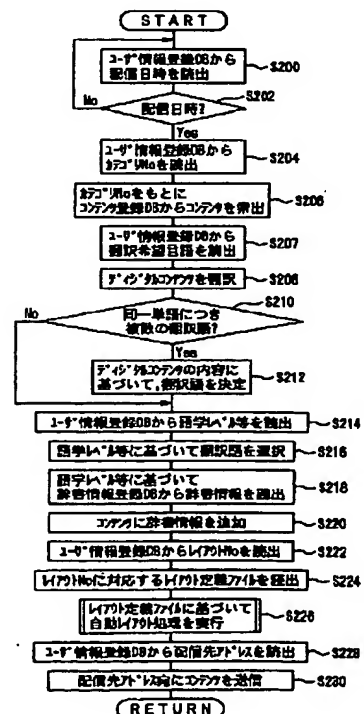 START
ユーザ情報登録DBから
配信日時を読出
S200
No
配信日時?
S202
Yes
ユーザ情報登録DBから
カテゴリNoを読出
S204
カテゴリNoをもとに
コンテンツ登録DBからコンテンツを索出
S206
ユーザ情報登録DBから
翻訳希望言語を読出
S207
ディジタルコンテンツを翻訳
S208
No
同一単語につき
複数の翻訳語?
S210
Yes
ディジタルコンテンツの内容に
基づいて,翻訳語を決定
S212
ユーザ情報登録DBから語学レベル等を読出
S214
語学レベル等に基づいて翻訳語を選択
S216
語学レベル等に基づいて
辞書情報登録DBから辞書情報を読出
S218
コンテンツに辞書情報を追加
S220
ユーザ情報登録DBからレイアウトNoを読出
S222
レイアウトNoに対応するレイアウト定義ファイルを読出
S224
レイアウト定義ファイルに基づいて
自動レイアウト処理を実行
S226
ユーザ情報登録DBから配信先アドレスを読出
S228
配信先アドレス宛にコンテンツを送信
S230
RETURN